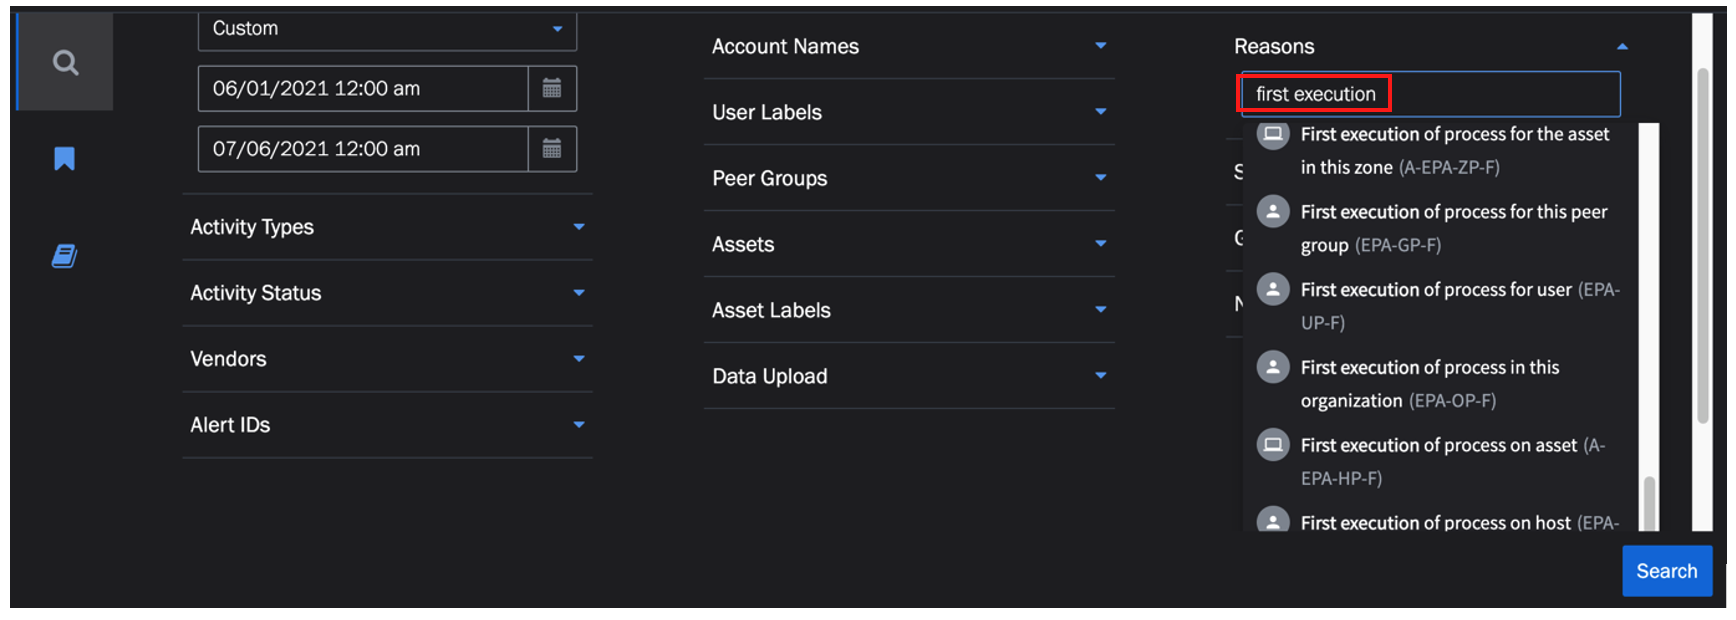 Custom
06/01/2021 12:00 am
07/06/2021 12:00 am
Activity Types
Activity Status
Vendors
Alert IDs
Account Names
User Labels
Peer Groups
Assets
Asset Labels
Data Upload
Reasons
first execution
First execution of process for the asset
in this zone (A-EPA-ZP-F)
First execution of process for this peer
group (EPA-GP-F)
First execution of process for user (EPA-
UP-F)
First execution of process in this
organization (EPA-OP-F)
First execution of process on asset (A-
EPA-HP-F)
First execution of process on host (EPA-
Search